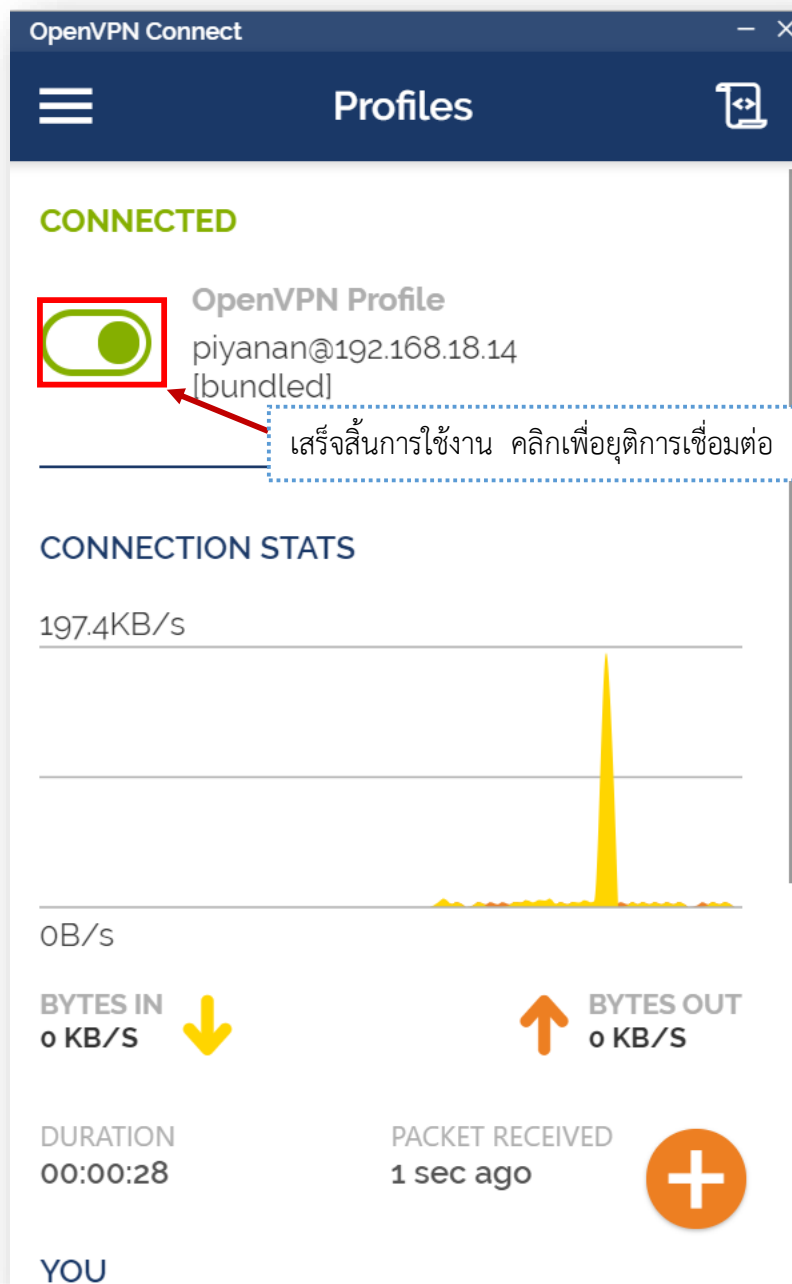 OpenVPN Connect
Profiles
CONNECTED
OpenVPN Profile
piyanan@192.168.18.14
[bundled]
เสร็จสิ้นการใช้งาน คลิกเพื่อยุติการเชื่อมต่อ
CONNECTION STATS
197.4KB/s
0B/s
BYTES IN
0 KB/S
BYTES OUT
0 KB/S
DURATION
00:00:28
PACKET RECEIVED
1 sec ago
YOU